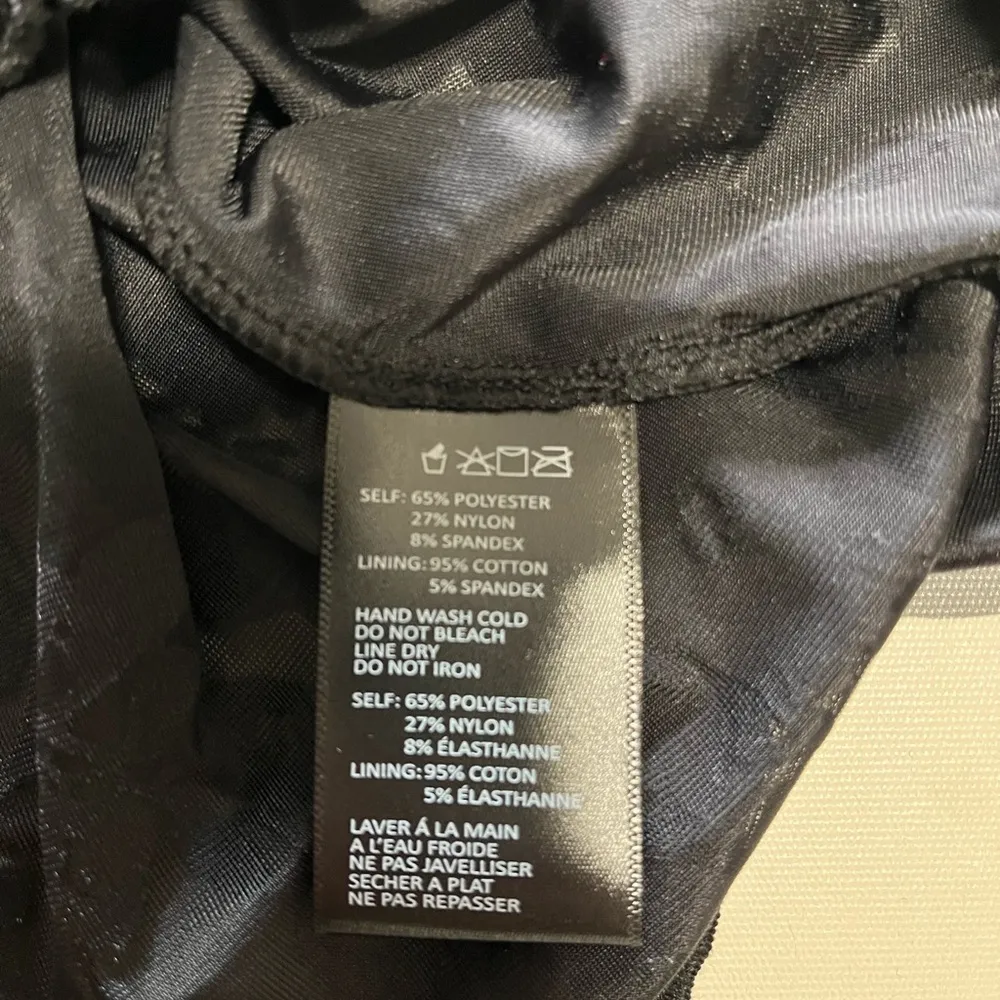 SELF: 65% POLYESTER
27% NYLON
8% SPANDEX
LINING: 95% COTTON
5% SPANDEX
HAND WASH COLD
DO NOT BLEACH
LINE DRY
DO NOT IRON
SELF: 65% POLYESTER
27% NYLON
8% ÉLASTHANNE
LINING: 95% COTON
5% ÉLASTHANNE
LAVER Á LA MAIN
A L'EAU FROIDE
NE PAS JAVELLISER
SECHER A PLAT
NE PAS REPASSER